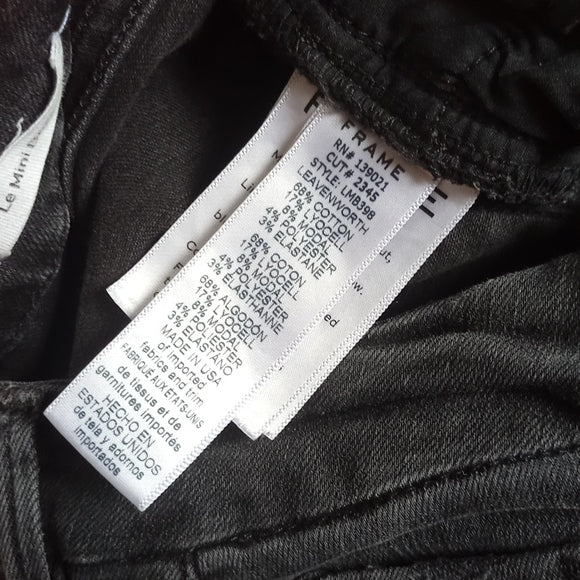 FRAME
RN# 139021
CUT:# 2345
STYLE: LMB398
LEAVENWORTH
68% COTTON
17% LYOCELL
8% MODAL
4% POLYESTER
3% ELASTANE
68% COTON
17% LYOCELL
8% MODAL
4% POLYESTER
3% ELASTHANNE
68% ALGODÓN
17% LYOCELL
8% MODAL
4% POLIÉSTER
3% ELASTANO
MADE IN USA
of imported
fabrics and trim
FABRIQUÉ AUX ÉTATS-UNIS
de tissus et de
garnitures importés
HECHO EN
ESTADOS UNIDOS
de tela y adornos
importados
Le Mini